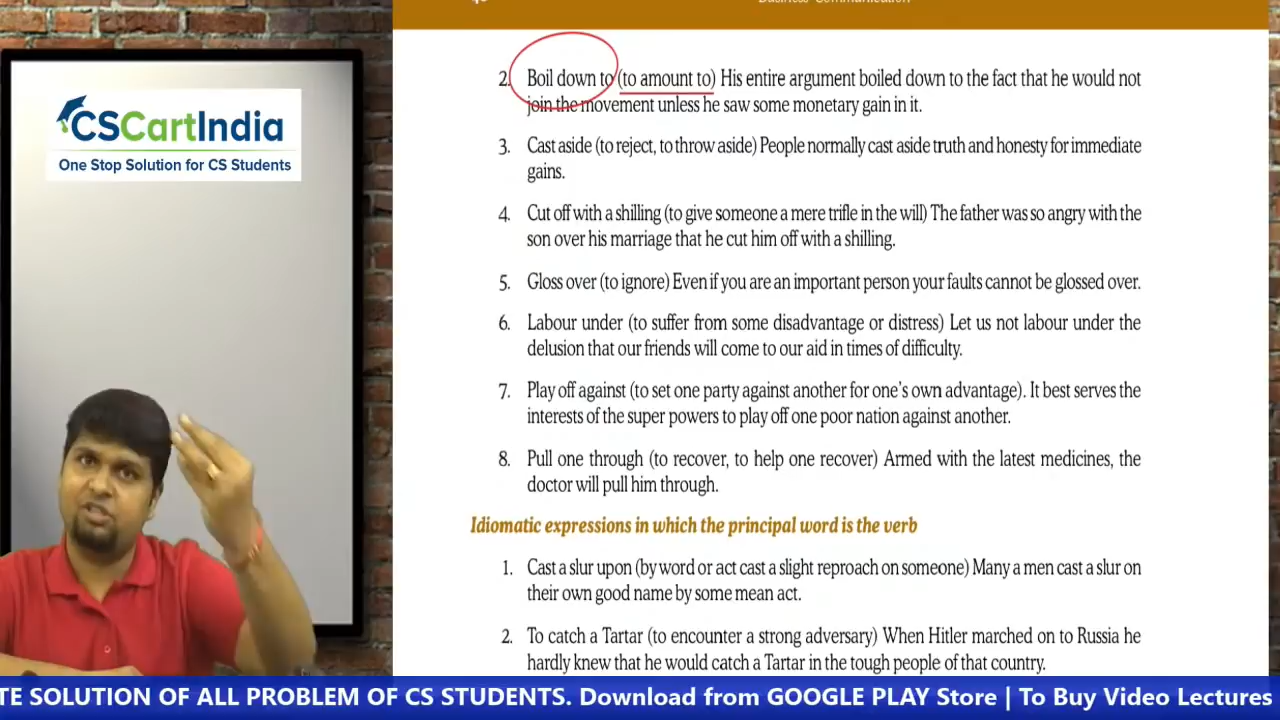 2. Boil down to (to amount to) His entire argument boiled down to the fact that he would not
join the movement unless he saw some monetary gain in it.
3. Cast aside (to reject, to throw aside) People normally cast aside truth and honesty for immediate
gains.
4. Cut off with a shilling (to give someone a mere trifle in the will) The father was so angry with the
son over his marriage that he cut him off with a shilling.
5. Gloss over (to ignore) Even if you are an important person your faults cannot be glossed over.
6. Labour under (to suffer from some disadvantage or distress) Let us not labour under the
delusion that our friends will come to our aid in times of difficulty.
7. Play off against (to set one party against another for one's own advantage). It best serves the
interests of the super powers to play off one poor nation against another.
8. Pull one through (to recover, to help one recover) Armed with the latest medicines, the
doctor will pull him through.
Idiomatic expressions in which the principal word is the verb
1. Cast a slur upon (by word or act cast a slight reproach on someone) Many a men cast a slur on
their own good name by some mean act.
2. To catch a Tartar (to encounter a strong adversary) When Hitler marched on to Russia he
hardly knew that he would catch a Tartar in the tough people of that country.
CSCartIndia
One Stop Solution for CS Students
TE SOLUTION OF ALL PROBLEM OF CS STUDENTS. Download from GOOGLE PLAY Store | To Buy Video Lectures